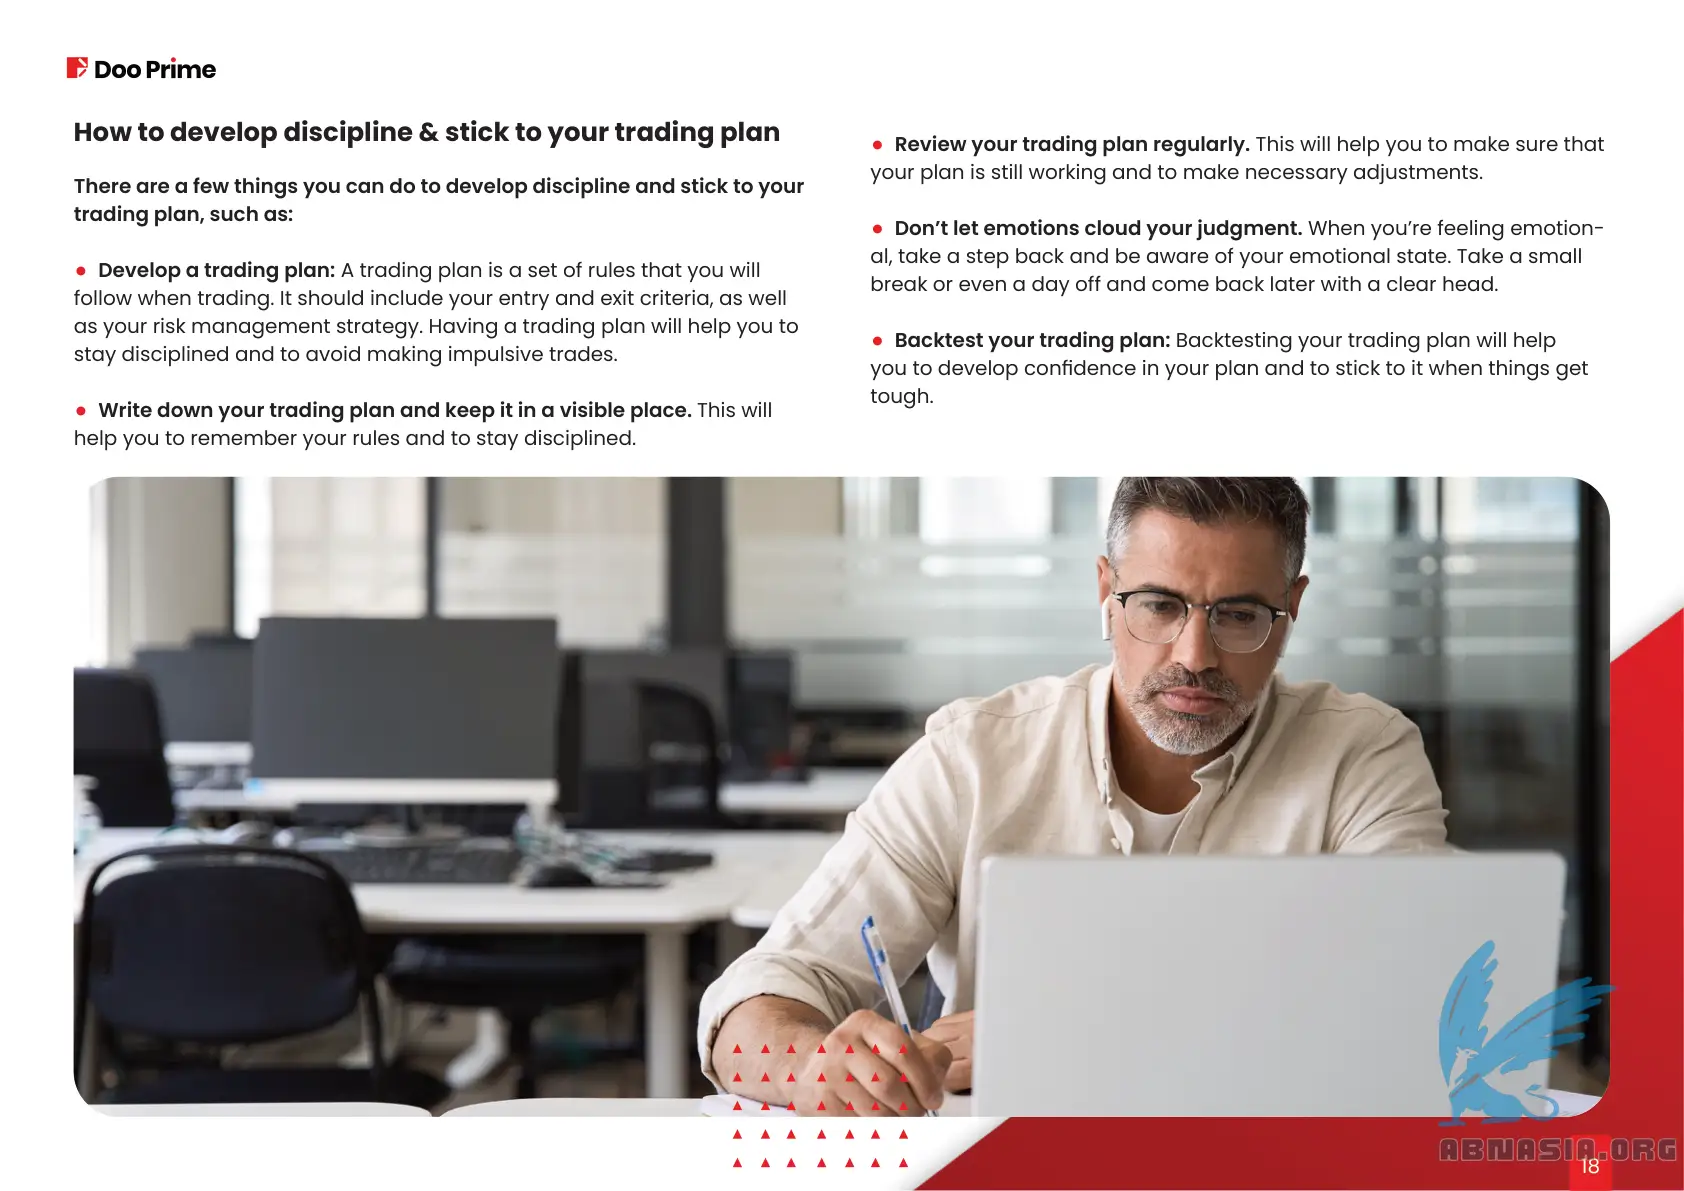 Doo Prime
How to develop discipline & stick to your trading plan
There are a few things you can do to develop discipline and stick to your
trading plan, such as:
● Develop a trading plan: A trading plan is a set of rules that you will
follow when trading. It should include your entry and exit criteria, as well
as your risk management strategy. Having a trading plan will help you to
stay disciplined and to avoid making impulsive trades.
● Write down your trading plan and keep it in a visible place. This will
help you to remember your rules and to stay disciplined.
● Review your trading plan regularly. This will help you to make sure that
your plan is still working and to make necessary adjustments.
● Don’t let emotions cloud your judgment. When you’re feeling emotion-
al, take a step back and be aware of your emotional state. Take a small
break or even a day off and come back later with a clear head.
● Backtest your trading plan: Backtesting your trading plan will help
you to develop confidence in your plan and to stick to it when things get
tough.
ABNASIA.ORG
18